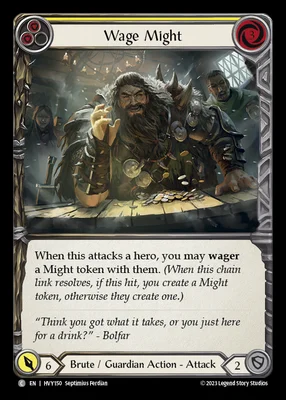 Wage Might
3
When this attacks a hero, you may wager
a Might token with them. (When this chain
link resolves, if this hit, you create a Might
token, otherwise they create one.)
"Think you got what it takes, or you just here
for a drink?" - Bolfar
6 Brute / Guardian Action - Attack 2
C EN | HVY150 Septimius Ferdian ©2023 Legend Story Studios